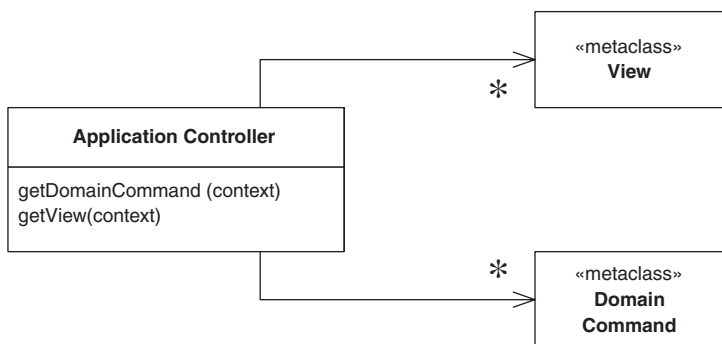 «metaclass»
View
*
Application Controller
getDomainCommand (context)
getView(context)
*
«metaclass»
Domain
Command